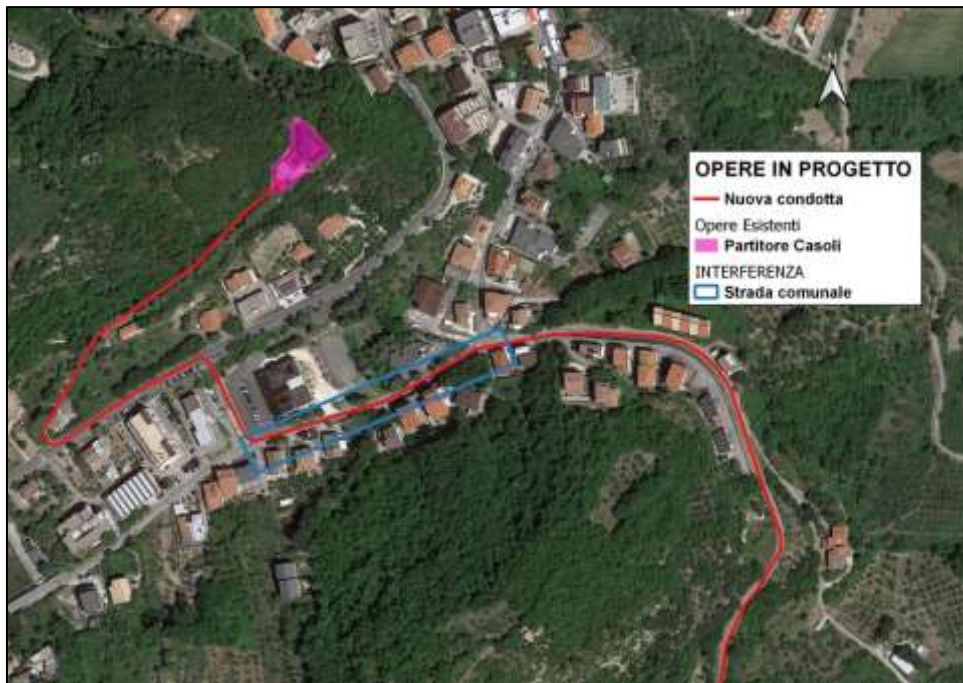 OPERE IN PROGETTO
Nuova condotta
Opere Esistenti
Partitore Casoli
INTERFERENZA
Strada comunale